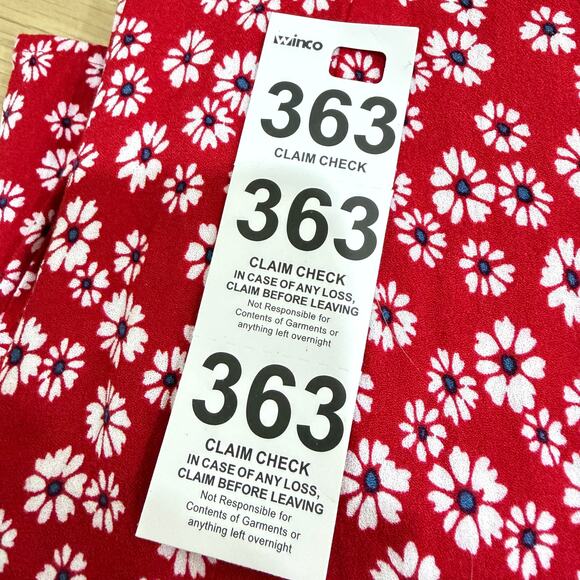 winco
363
CLAIM CHECK
363
CLAIM CHECK
IN CASE OF ANY LOSS,
CLAIM BEFORE LEAVING
Not Responsible for
Contents of Garments or
anything left overnight
363
CLAIM CHECK
IN CASE OF ANY LOSS,
CLAIM BEFORE LEAVING
Not Responsible for
Contents of Garments or
anything left overnight